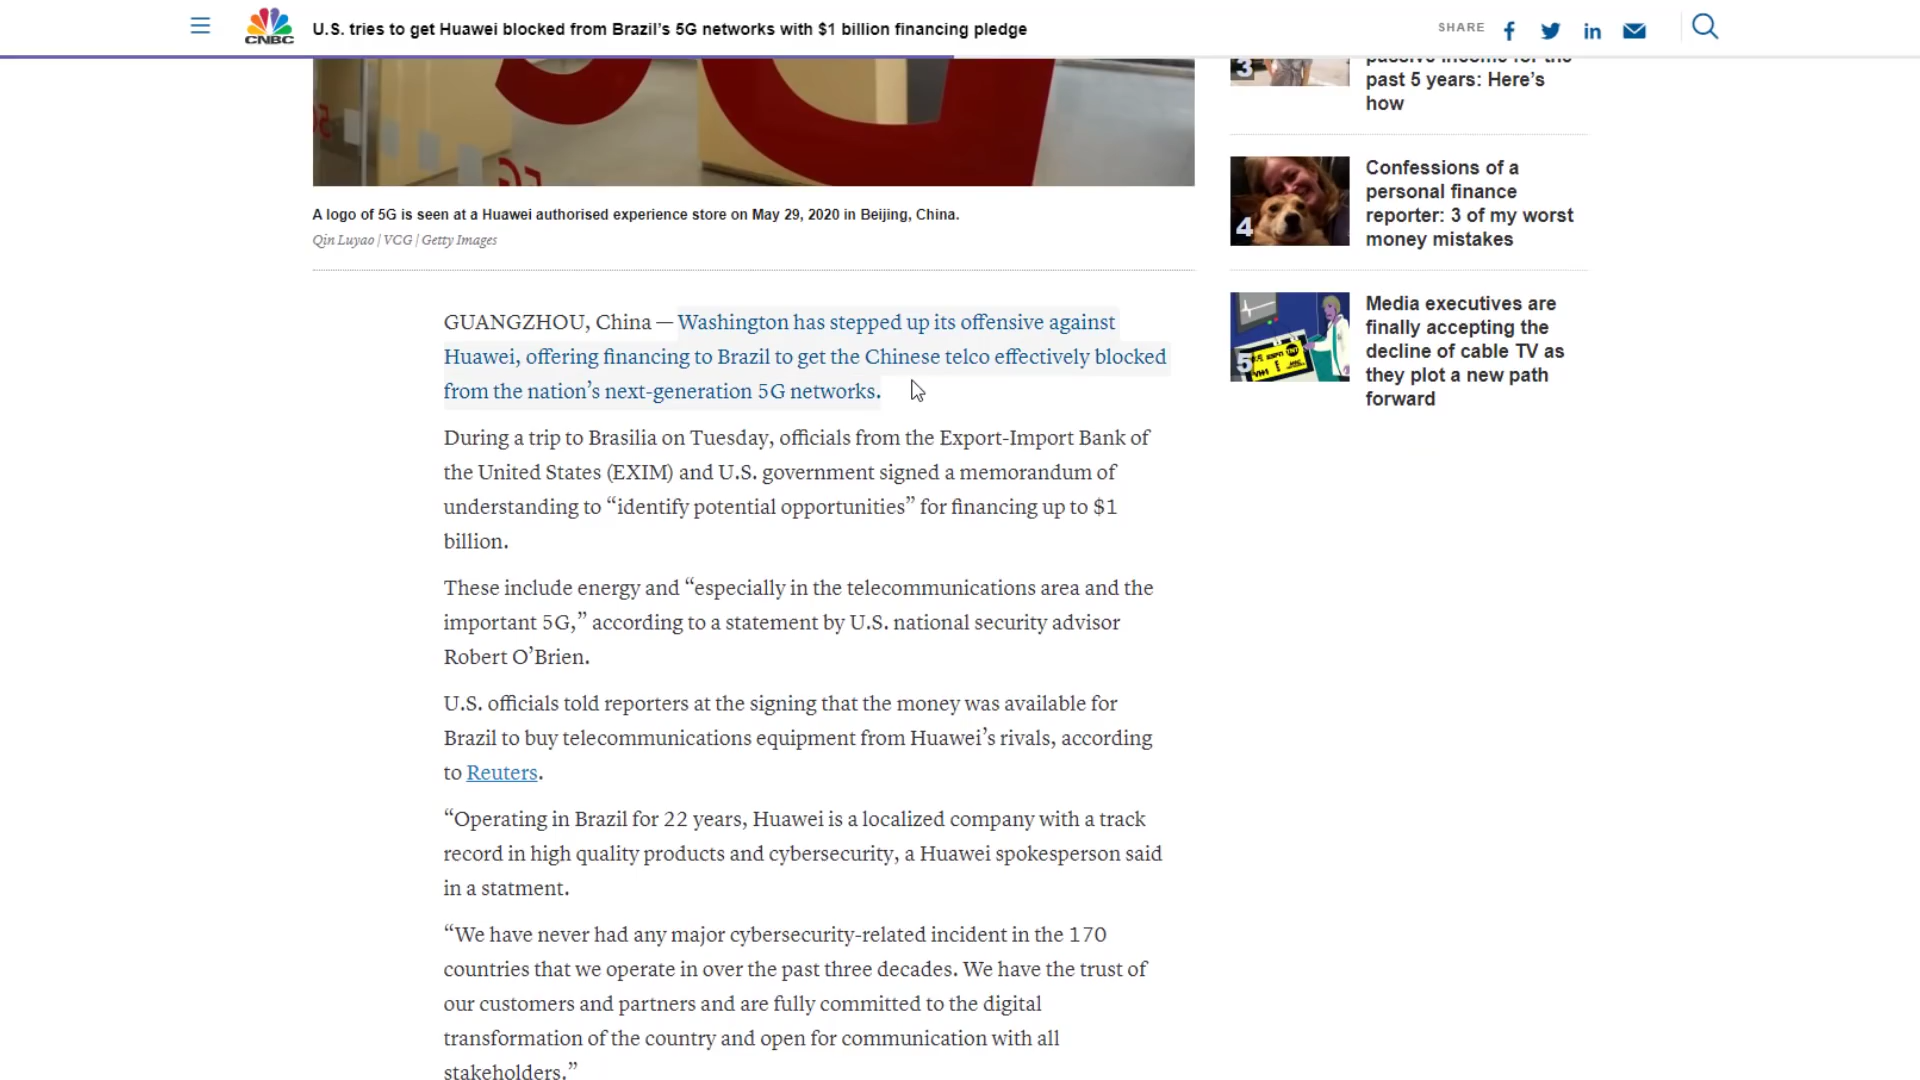 CNBC
U.S. tries to get Huawei blocked from Brazil’s 5G networks with $1 billion financing pledge
SHARE
A logo of 5G is seen at a Huawei authorised experience store on May 29, 2020 in Beijing, China.
Qin Luyao | VCG | Getty Images
GUANGZHOU, China — Washington has stepped up its offensive against
Huawei, offering financing to Brazil to get the Chinese telco effectively blocked
from the nation’s next-generation 5G networks.
During a trip to Brasilia on Tuesday, officials from the Export-Import Bank of
the United States (EXIM) and U.S. government signed a memorandum of
understanding to “identify potential opportunities” for financing up to $1
billion.
These include energy and “especially in the telecommunications area and the
important 5G,” according to a statement by U.S. national security advisor
Robert O’Brien.
U.S. officials told reporters at the signing that the money was available for
Brazil to buy telecommunications equipment from Huawei’s rivals, according
to Reuters.
“Operating in Brazil for 22 years, Huawei is a localized company with a track
record in high quality products and cybersecurity, a Huawei spokesperson said
in a statment.
“We have never had any major cybersecurity-related incident in the 170
countries that we operate in over the past three decades. We have the trust of
our customers and partners and are fully committed to the digital
transformation of the country and open for communication with all
stakeholders.”
3
passive income for the
past 5 years: Here’s
how
4
Confessions of a
personal finance
reporter: 3 of my worst
money mistakes
5
Media executives are
finally accepting the
decline of cable TV as
they plot a new path
forward